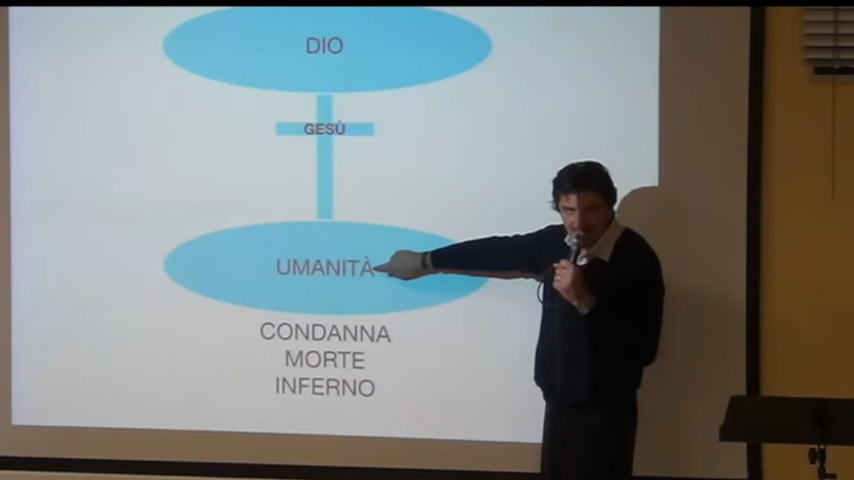 DIO
GESÙ
UMANITÀ
CONDANNA
MORTE
INFERNO